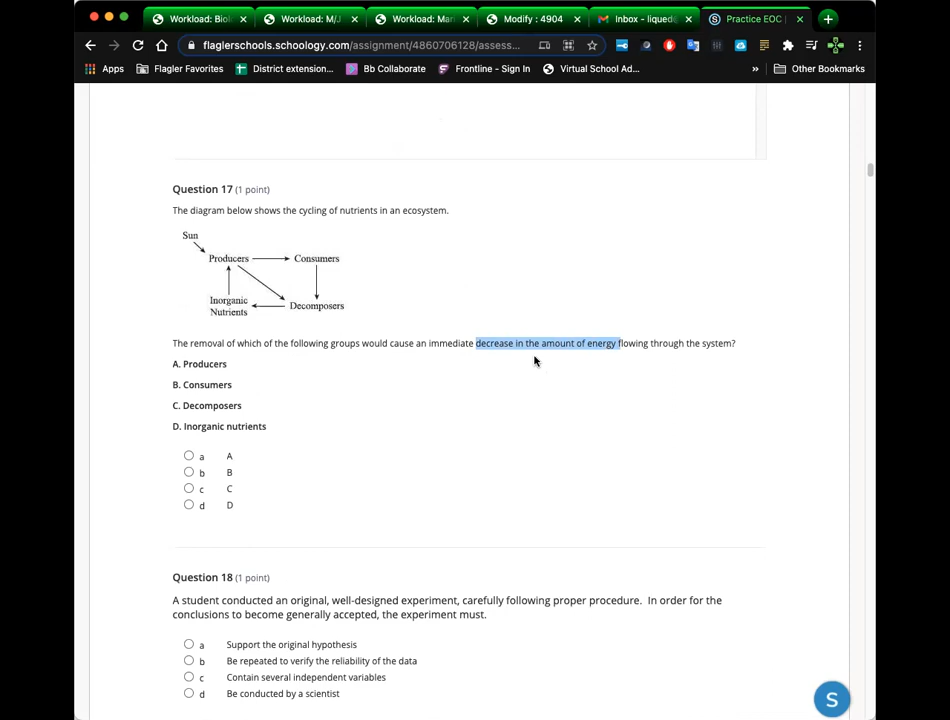 Workload: Biol
Workload: M/J
Workload: Mar
Modify : 4904
Inbox - liqued
Practice EOC |
flaglerschools.schoology.com/assignment/4860706128/assess...
Apps
Flagler Favorites
District extension...
Bb Collaborate
Frontline - Sign In
Virtual School Ad...
»
Other Bookmarks
Question 17 (1 point)
The diagram below shows the cycling of nutrients in an ecosystem.
Sun
Producers
Consumers
Inorganic
Nutrients
Decomposers
The removal of which of the following groups would cause an immediate decrease in the amount of energy flowing through the system?
A. Producers
B. Consumers
C. Decomposers
D. Inorganic nutrients
a A
b B
c C
d D
Question 18 (1 point)
A student conducted an original, well-designed experiment, carefully following proper procedure. In order for the
conclusions to become generally accepted, the experiment must.
a Support the original hypothesis
b Be repeated to verify the reliability of the data
c Contain several independent variables
d Be conducted by a scientist
S